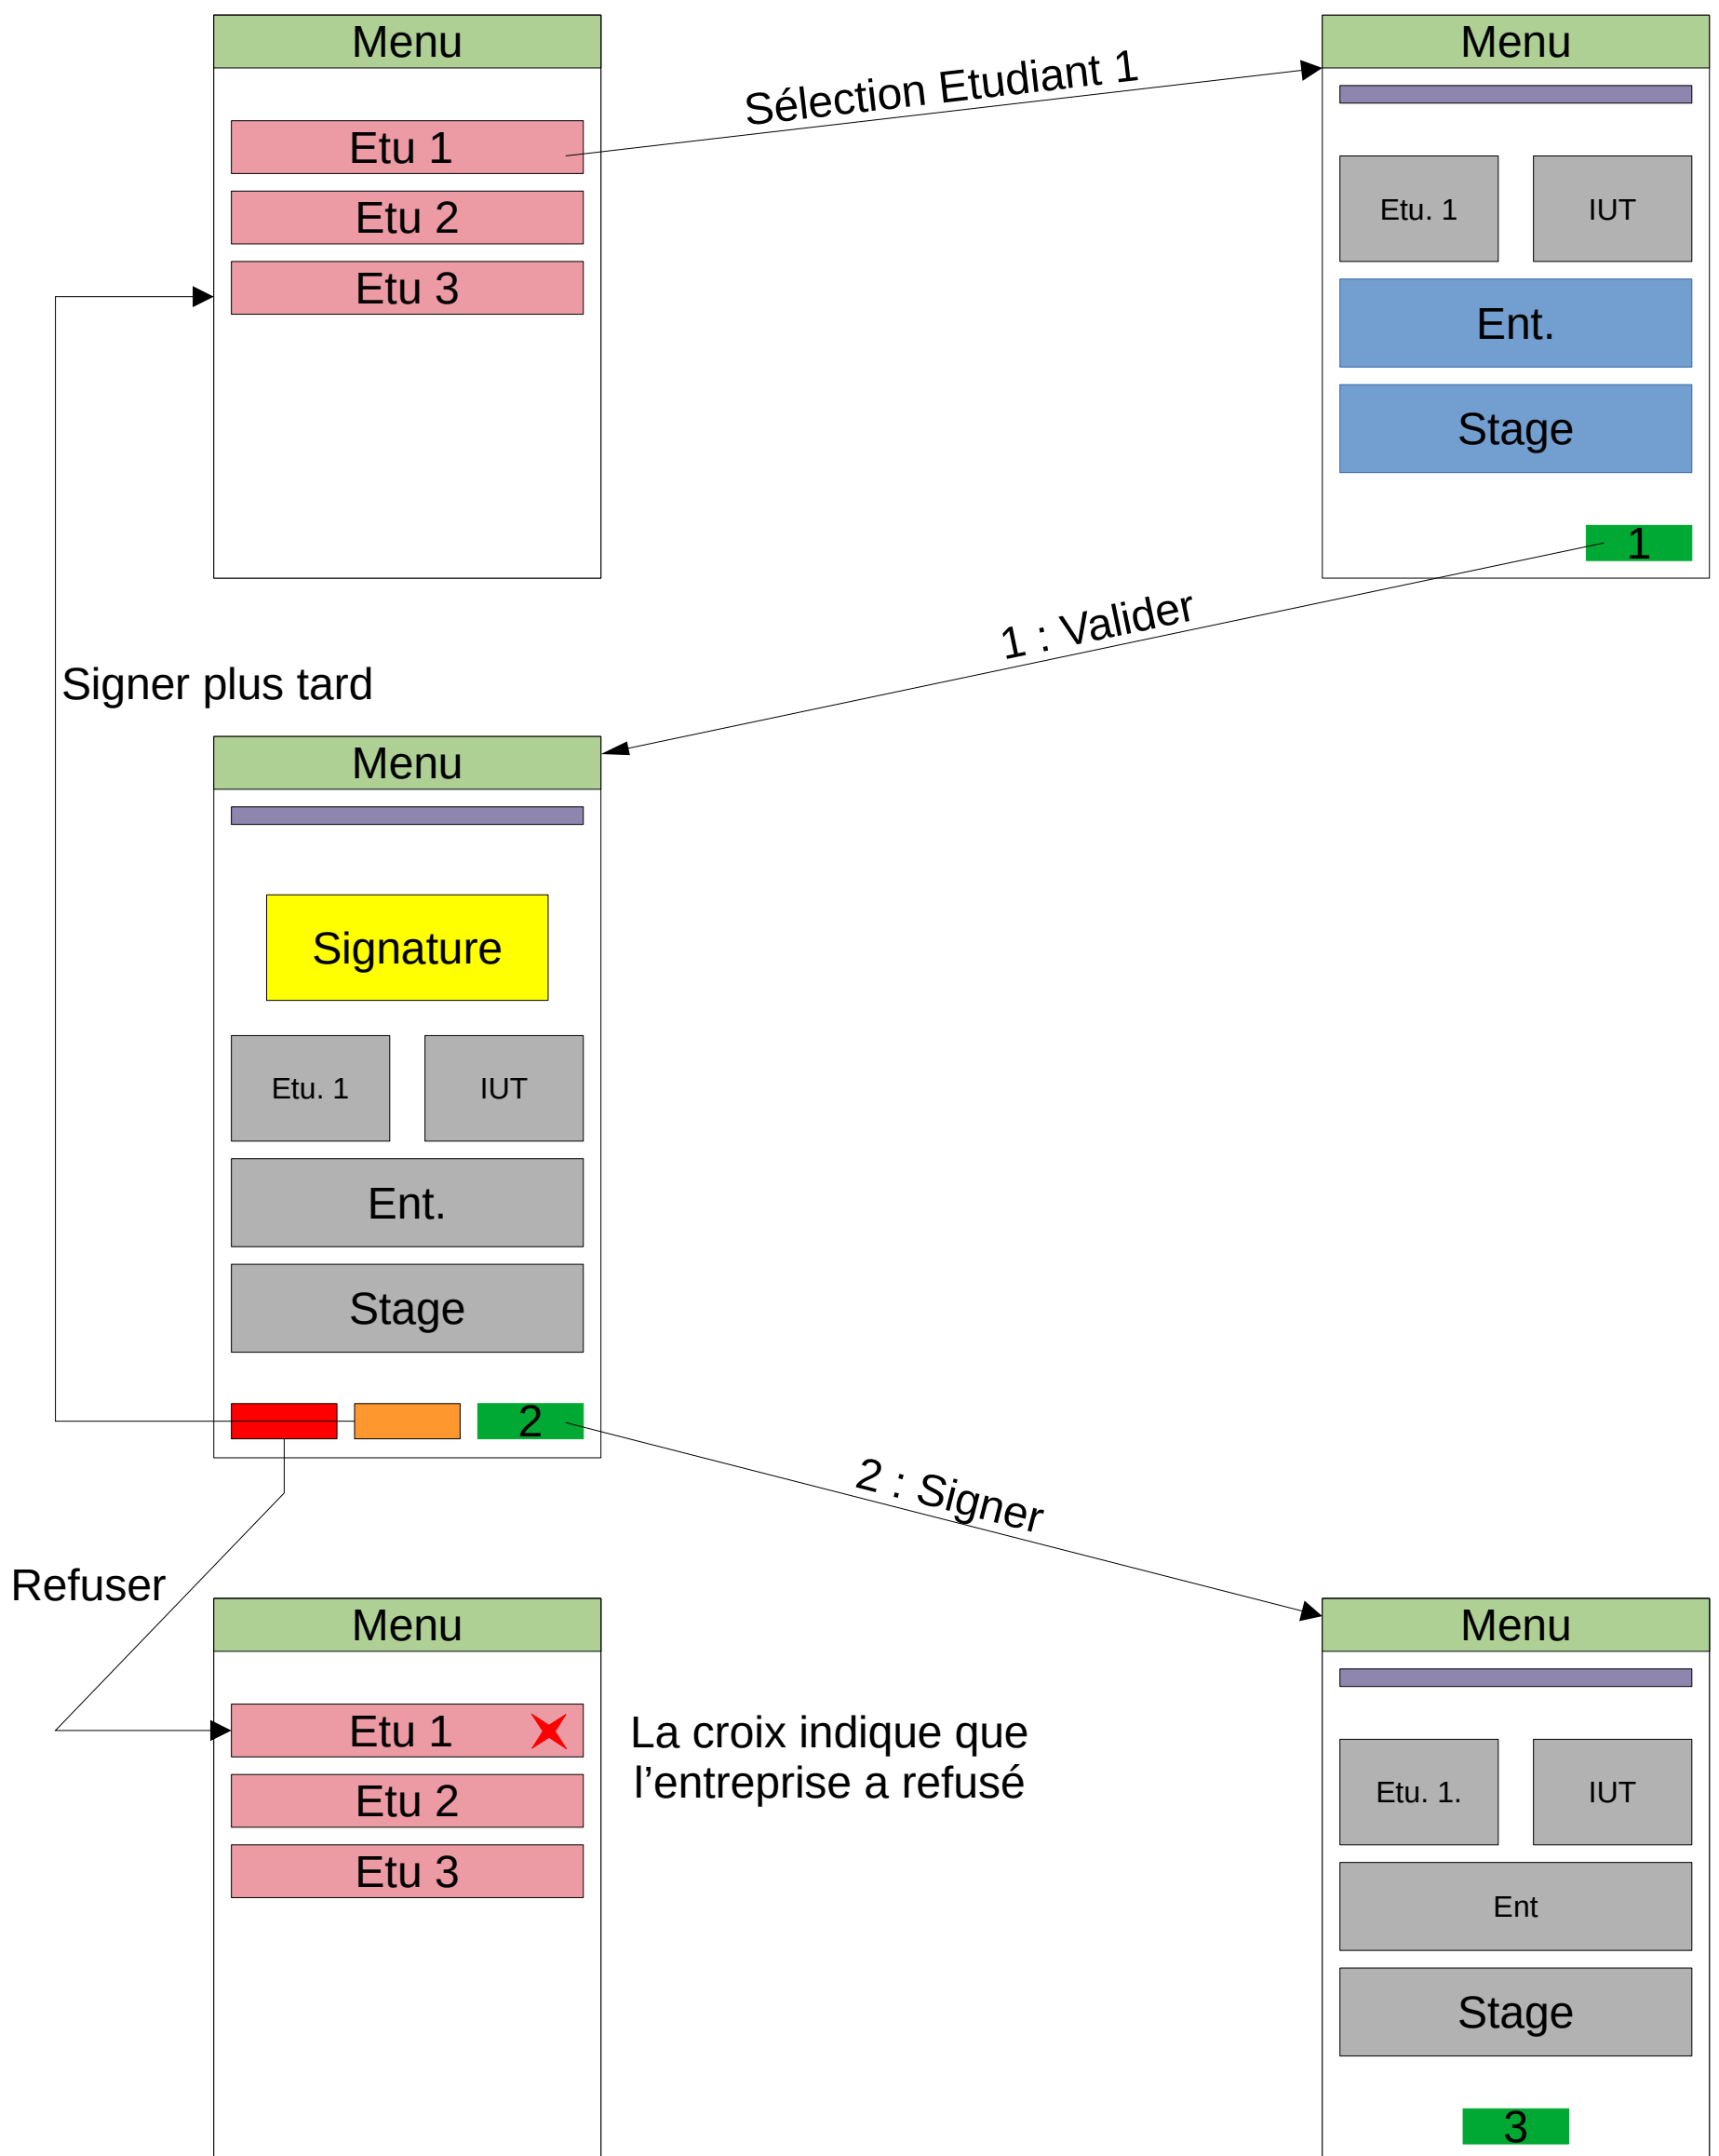 Menu
Etu 1
Etu 2
Etu 3
Sélection Etudiant 1
Menu
Etu. 1
IUT
Ent.
Stage
1
1 : Valider
Signer plus tard
Menu
Signature
Etu. 1
IUT
Ent.
Stage
2
2 : Signer
Refuser
Menu
Etu 1
Etu 2
Etu 3
La croix indique que
l’entreprise a refusé
Menu
Etu. 1.
IUT
Ent
Stage
3